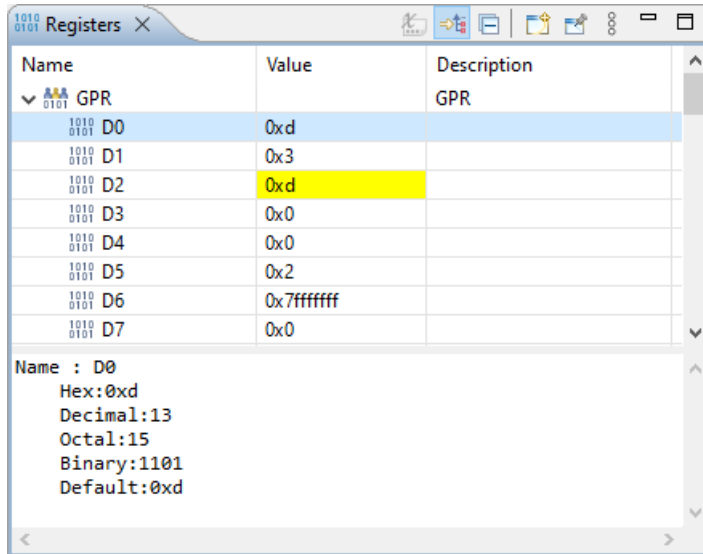 Registers
Name Value Description
GPR GPR
D0 0xd
D1 0x3
D2 0xd
D3 0x0
D4 0x0
D5 0x2
D6 0x7fffffff
D7 0x0
Name : D0
Hex:0xd
Decimal:13
Octal:15
Binary:1101
Default:0xd